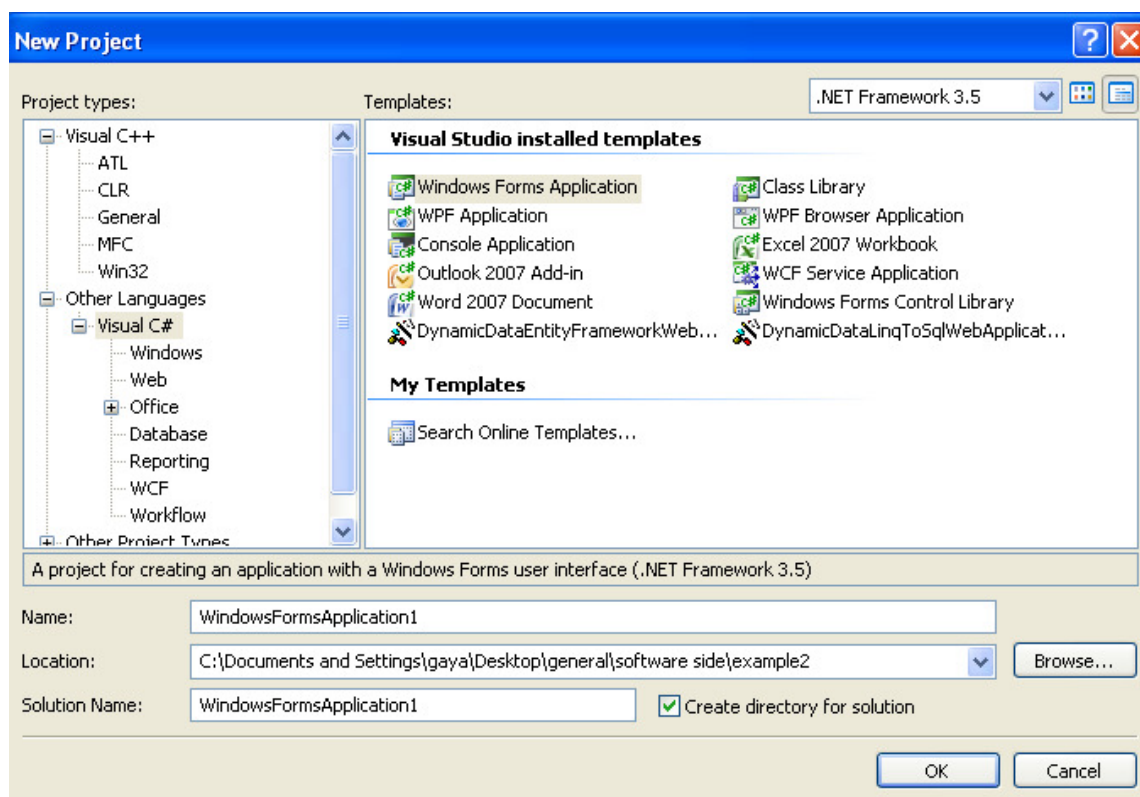 New Project
Project types:
Templates:
.NET Framework 3.5
Visual C++
ATL
CLR
General
MFC
Win32
Other Languages
Visual C#
Windows
Web
Office
Database
Reporting
WCF
Workflow
Other Project Types
Visual Studio installed templates
Windows Forms Application
Class Library
WPF Application
WPF Browser Application
Console Application
Excel 2007 Workbook
Outlook 2007 Add-in
WCF Service Application
Word 2007 Document
Windows Forms Control Library
DynamicDataEntityFrameworkWeb...
DynamicDataLinqToSqlWebApplicat...
My Templates
Search Online Templates...
A project for creating an application with a Windows Forms user interface (.NET Framework 3.5)
Name:
WindowsFormsApplication1
Location:
C:\Documents and Settings\gaya\Desktop\general\software side\example2
Browse...
Solution Name:
WindowsFormsApplication1
Create directory for solution
OK
Cancel